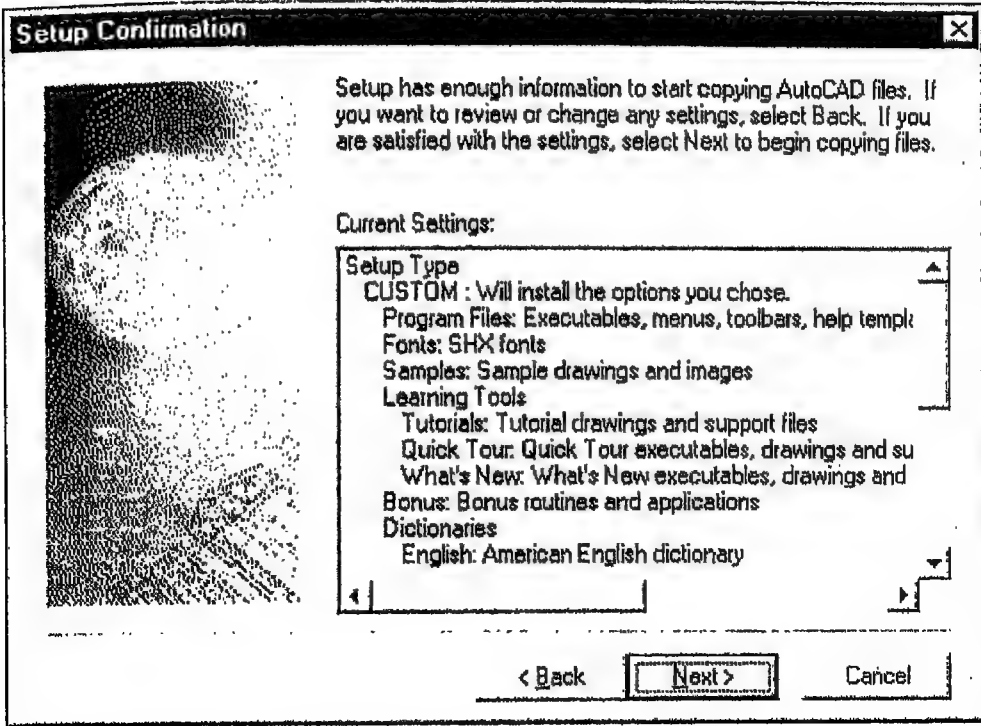 Setup Confirmation
Setup has enough information to start copying AutoCAD files. If
you want to review or change any settings, select Back. If you
are satisfied with the settings, select Next to begin copying files.
Current Settings:
Setup Type
CUSTOM : Will install the options you chose.
Program Files: Executables, menus, toolbars, help templa
Fonts: SHX fonts
Samples: Sample drawings and images
Learning Tools
Tutorials: Tutorial drawings and support files
Quick Tour: Quick Tour executables, drawings and su
What's New: What's New executables, drawings and
Bonus: Bonus routines and applications
Dictionaries
English: American English dictionary
< Back
Next >
Cancel